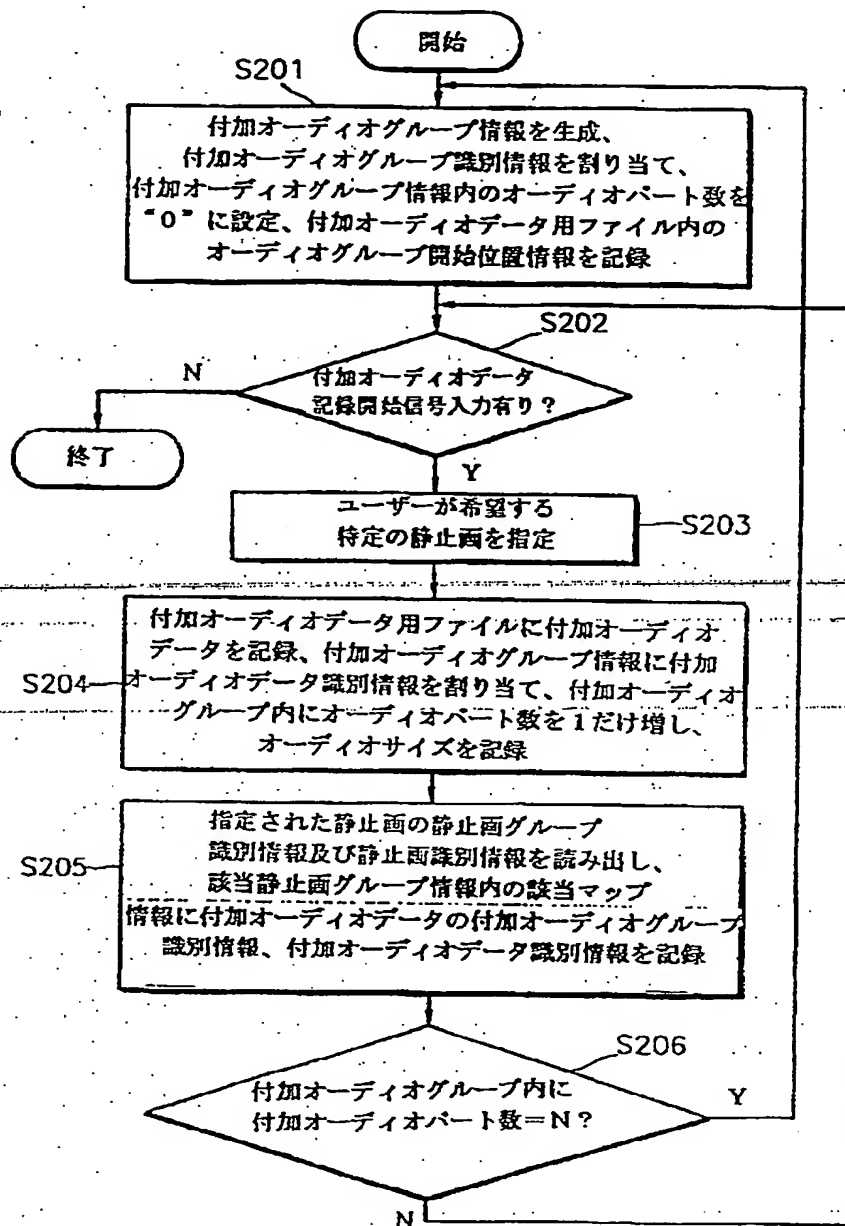 開始
S201
付加オーディオグループ情報を生成、
付加オーディオグループ識別情報を割り当て、
付加オーディオグループ情報内のオーディオパート数を
“0”に設定、付加オーディオデータ用ファイル内の
オーディオグループ開始位置情報を記録
S202
付加オーディオデータ
記録開始信号入力有り?
N
終了
Y
ユーザーが希望する
特定の静止画を指定
S203
付加オーディオデータ用ファイルに付加オーディオ
データを記録、付加オーディオグループ情報に付加
S204
オーディオデータ識別情報を割り当て、付加オーディオ
グループ内にオーディオパート数を1だけ増し、
オーディオサイズを記録
指定された静止画の静止画グループ
識別情報及び静止画識別情報を読み出し、
S205
該当静止画グループ情報内の該当マップ
情報に付加オーディオデータの付加オーディオグループ
識別情報、付加オーディオデータ識別情報を記録
S206
付加オーディオグループ内に
付加オーディオパート数=N?
Y
N